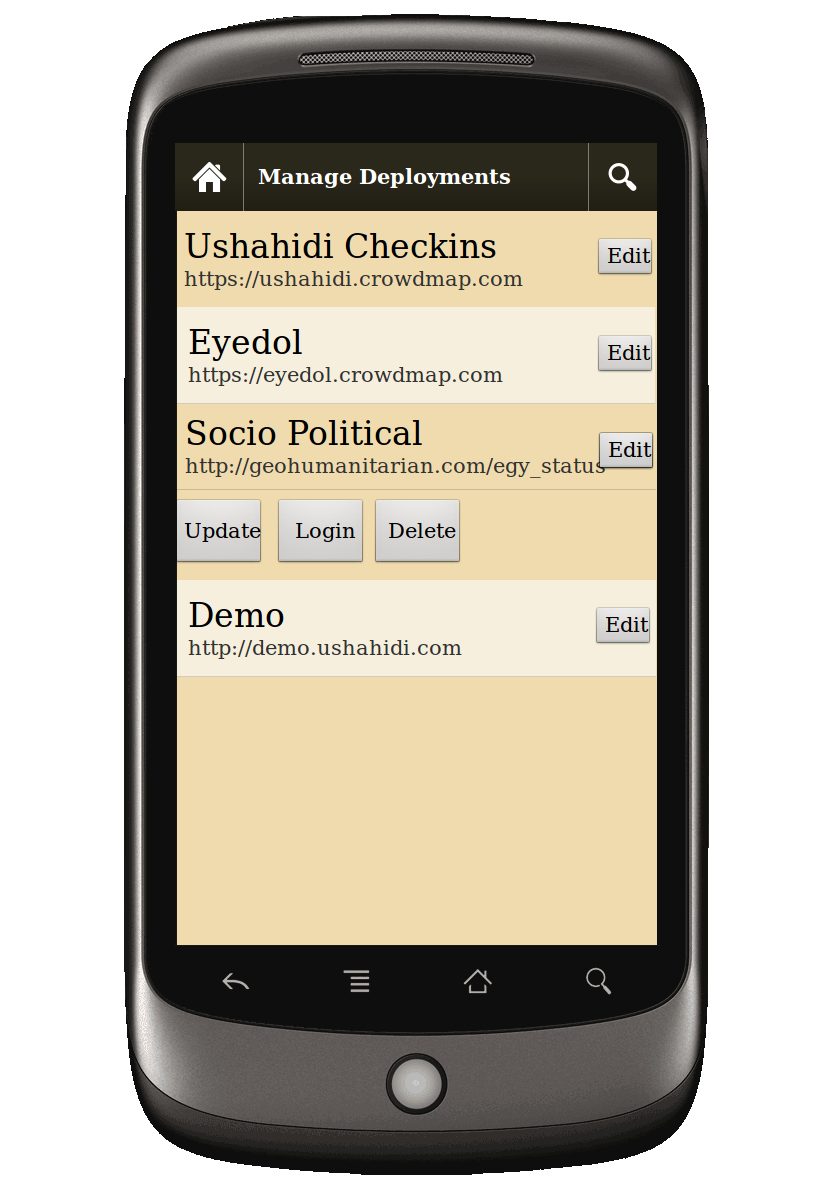 Manage Deployments
Ushahidi Checkins
https://ushahidi.crowdmap.com
Edit
Eyedol
https://eyedol.crowdmap.com
Edit
Socio Political
http://geohumanitarian.com/egy_status
Edit
Update Login Delete
Demo
http://demo.ushahidi.com
Edit